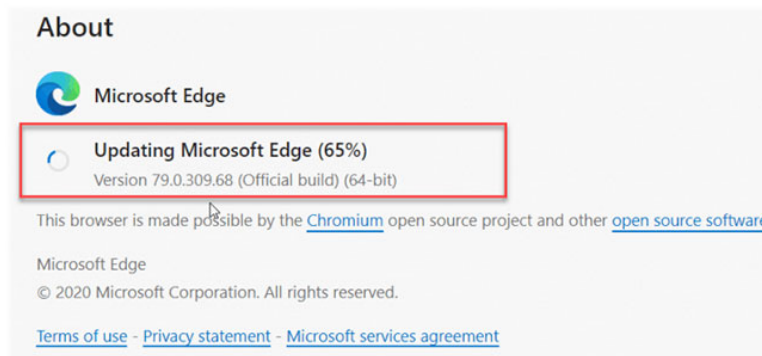 About
Microsoft Edge
Updating Microsoft Edge (65%)
Version 79.0.309.68 (Official build) (64-bit)
This browser is made possible by the Chromium open source project and other open source software
Microsoft Edge
© 2020 Microsoft Corporation. All rights reserved.
Terms of use - Privacy statement - Microsoft services agreement